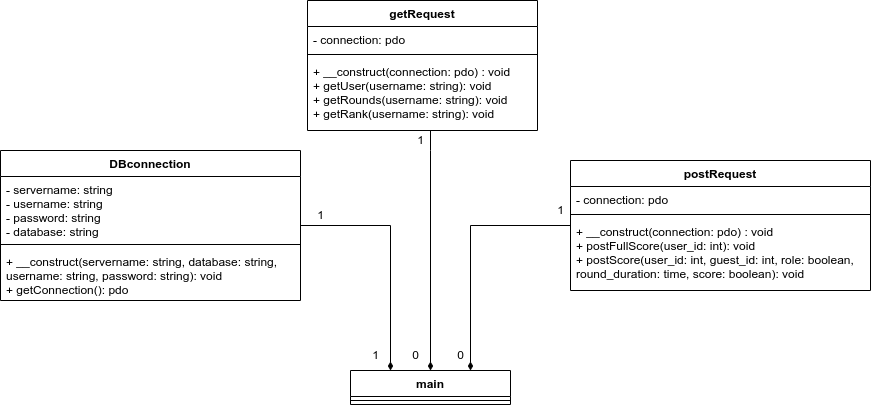 getRequest
- connection: pdo
+ __construct(connection: pdo) : void
+ getUser(username: string): void
+ getRounds(username: string): void
+ getRank(username: string): void
1
DBconnection
- servername: string
- username: string
- password: string
- database: string
+ __construct(servername: string, database: string,
username: string, password: string): void
+ getConnection(): pdo
1
postRequest
- connection: pdo
+ __construct(connection: pdo) : void
+ postFullScore(user_id: int): void
+ postScore(user_id: int, guest_id: int, role: boolean,
round_duration: time, score: boolean): void
1
1
0
0
main